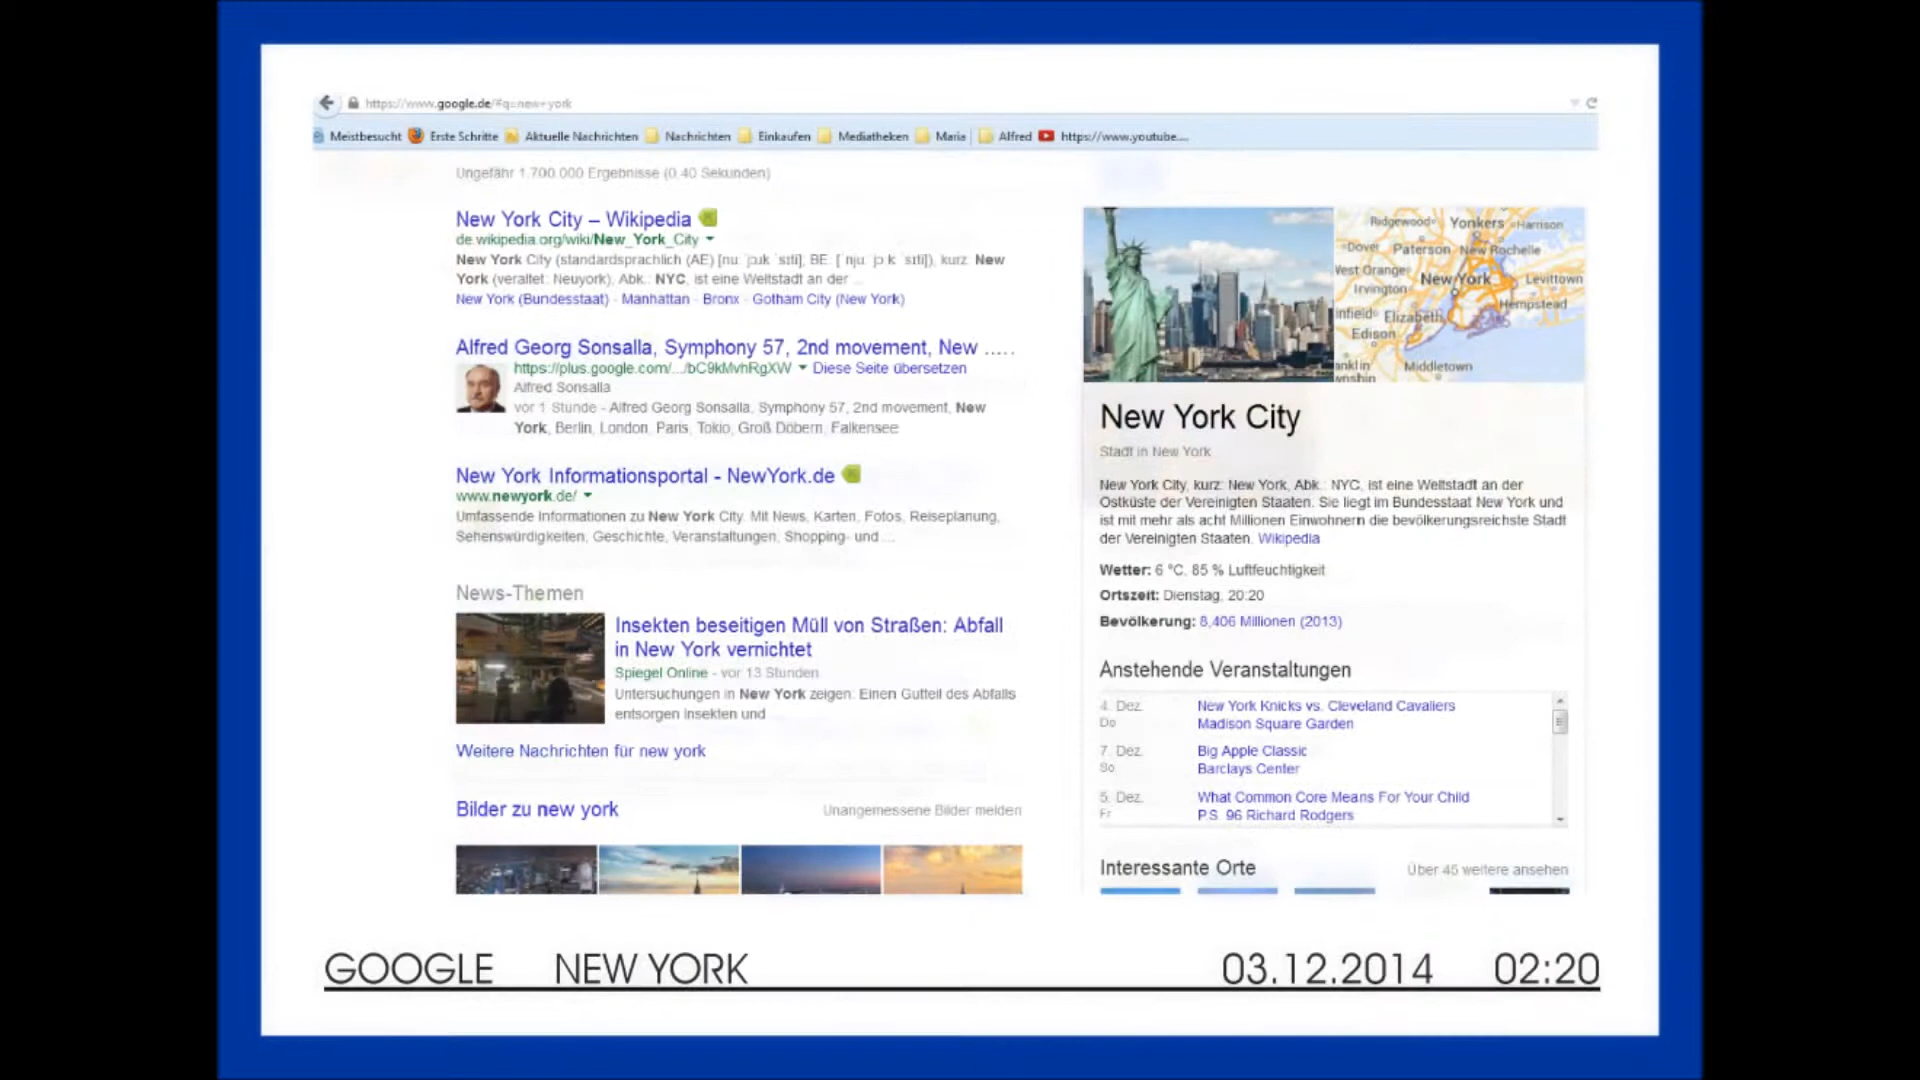 https://www.google.de/#q=new+york
Meistbesucht Erste Schritte Aktuelle Nachrichten Nachrichten Einkaufen Mediatheken Maria Alfred https://www.youtube....
Ungefähr 1.700.000 Ergebnisse (0,40 Sekunden)
New York City – Wikipedia
de.wikipedia.org/wiki/New_York_City
New York City (standardsprachlich (AE) BE: kurz: New
York (veraltet: Neuyork), Abk.: NYC, ist eine Weltstadt an der ...
New York (Bundesstaat) - Manhattan - Bronx - Gotham City (New York)
Alfred Georg Sonsalla, Symphony 57, 2nd movement, New .....
https://plus.google.com/.../bC9kMvhRgXW Diese Seite übersetzen
Alfred Sonsalla
vor 1 Stunde - Alfred Georg Sonsalla, Symphony 57, 2nd movement, New
York, Berlin, London, Paris, Tokio, Groß Döbern, Falkensee
New York Informationsportal - NewYork.de
www.newyork.de/
Umfassende Informationen zu New York City. Mit News, Karten, Fotos, Reiseplanung,
Sehenswürdigkeiten, Geschichte, Veranstaltungen, Shopping- und ...
News-Themen
Insekten beseitigen Müll von Straßen: Abfall
in New York vernichtet
Spiegel Online - vor 13 Stunden
Untersuchungen in New York zeigen: Einen Gutteil des Abfalls
entsorgen Insekten und
Weitere Nachrichten für new york
Bilder zu new york
Unangemessene Bilder melden
Ridgewood Yonkers Harrison
Dover Paterson New Rochelle
West Orange New York Levittown
Irvington
Hempstead
infield Elizabeth
Edison
anklin Middletown
wnship
New York City
Stadt in New York
New York City, kurz: New York, Abk.: NYC, ist eine Weltstadt an der
Ostküste der Vereinigten Staaten. Sie liegt im Bundesstaat New York und
ist mit mehr als acht Millionen Einwohnern die bevölkerungsreichste Stadt
der Vereinigten Staaten. Wikipedia
Wetter: 6 °C, 85 % Luftfeuchtigkeit
Ortszeit: Dienstag, 20:20
Bevölkerung: 8,406 Millionen (2013)
Anstehende Veranstaltungen
4. Dez. New York Knicks vs. Cleveland Cavaliers
Do Madison Square Garden
7. Dez. Big Apple Classic
So Barclays Center
5. Dez. What Common Core Means For Your Child
Fr P.S. 96 Richard Rodgers
Interessante Orte
Über 45 weitere ansehen
GOOGLE NEW YORK 03.12.2014 02:20